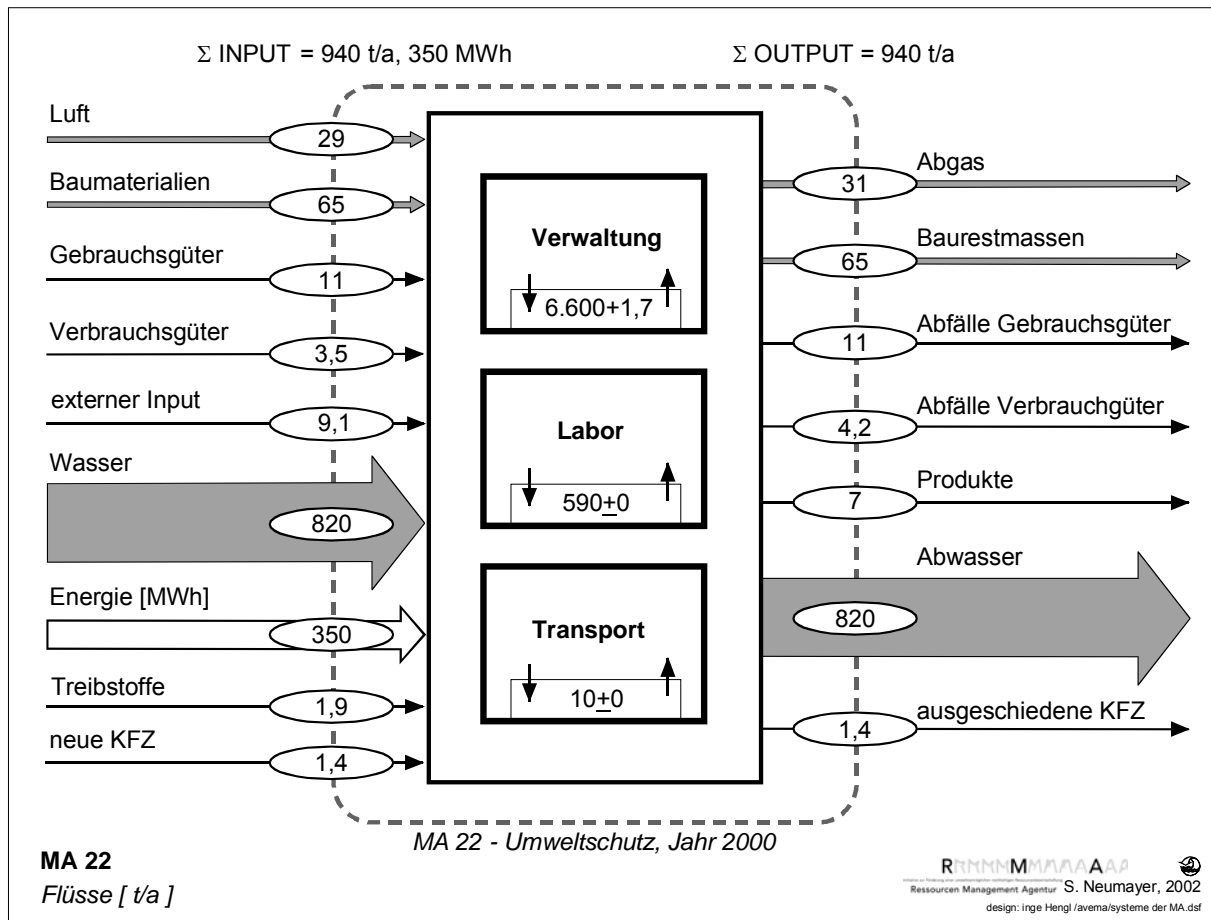 Σ INPUT = 940 t/a, 350 MWh
Σ OUTPUT = 940 t/a
Luft
29
Baumaterialien
65
Gebrauchsgüter
11
Verbrauchsgüter
3,5
externer Input
9,1
Wasser
820
Energie [MWh]
350
Treibstoffe
1,9
neue KFZ
1,4
Verwaltung
6.600+1,7
Labor
590±0
Transport
10±0
Abgas
31
Baurestmassen
65
Abfälle Gebrauchsgüter
11
Abfälle Verbrauchgüter
4,2
Produkte
7
Abwasser
820
ausgeschiedene KFZ
1,4
MA 22 - Umweltschutz, Jahr 2000
MA 22
Flüsse [ t/a ]
Ressourcen Management Agentur
S. Neumayer, 2002
design: inge Hengl /avema/systeme der MA.dsf